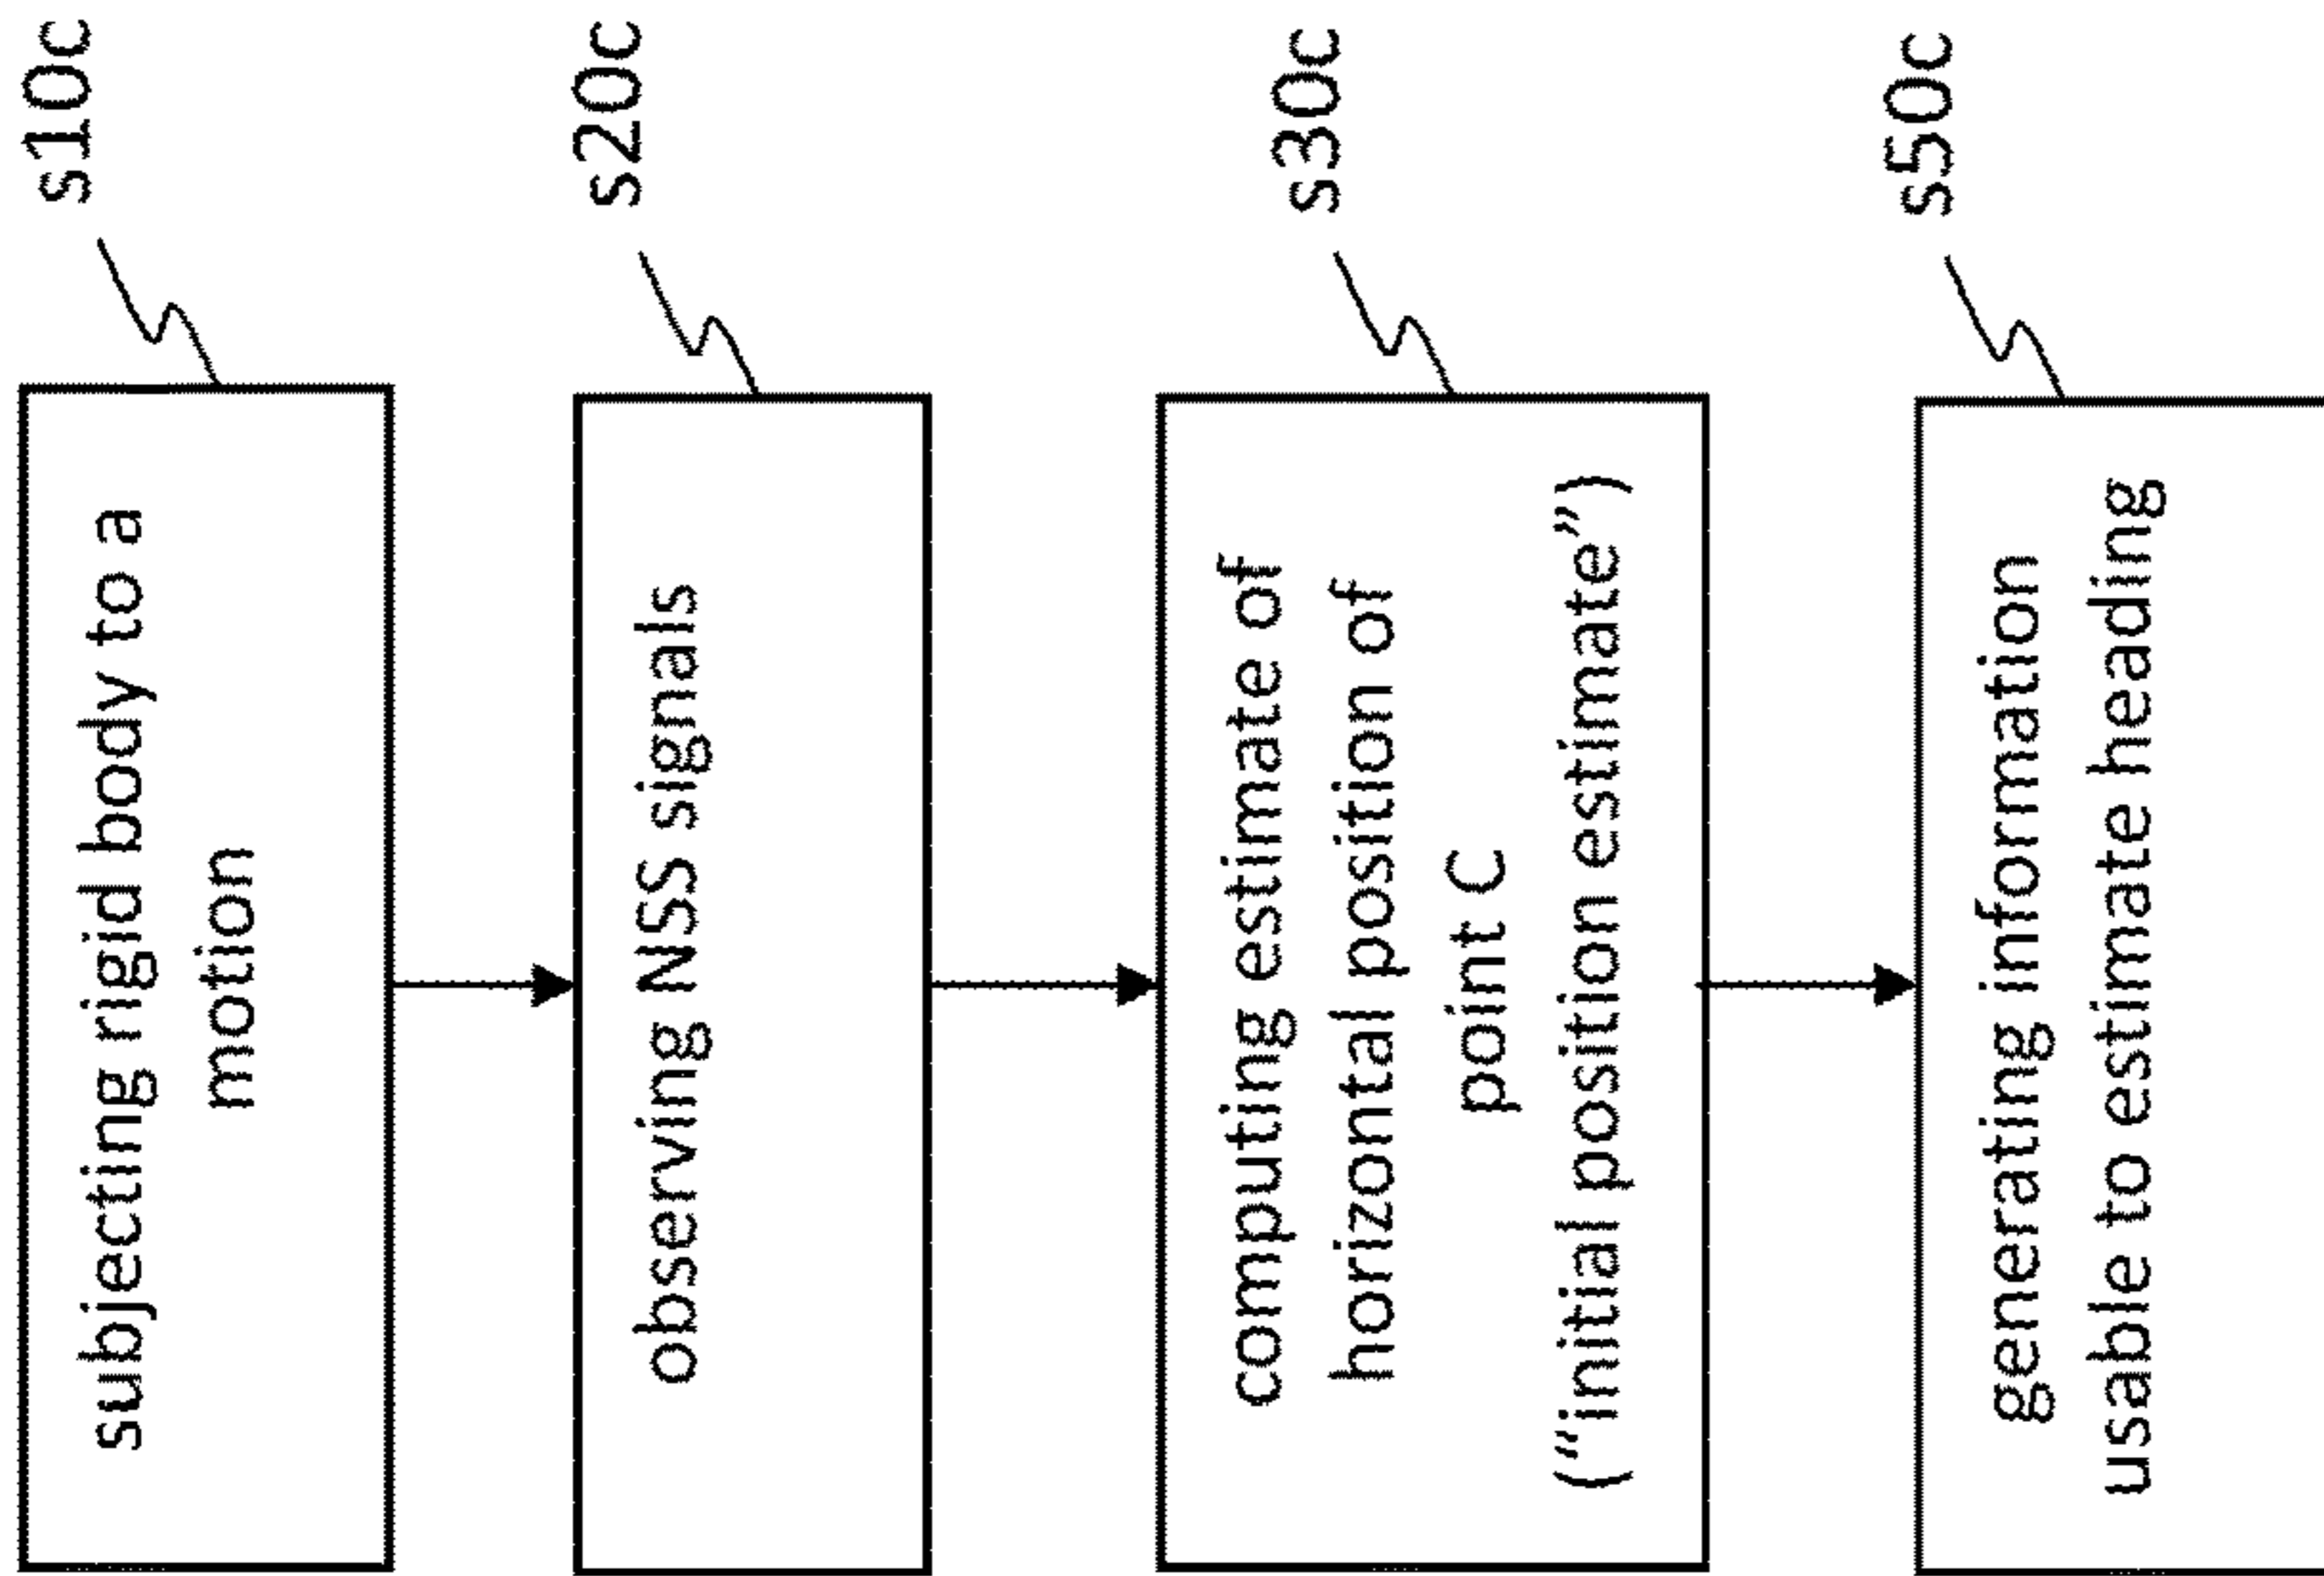 subjecting rigid body to a
motion
s10c
observing NSS signals
s20c
computing estimate of
horizontal position of
point C
(“initial position estimate”)
s30c
generating information
usable to estimate heading
s50c